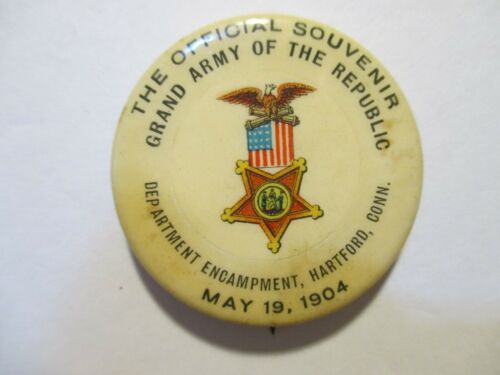 THE OFFICIAL SOUVENIR
GRAND ARMY OF THE REPUBLIC
DEPARTMENT ENCAMPMENT, HARTFORD, CONN.
MAY 19, 1904